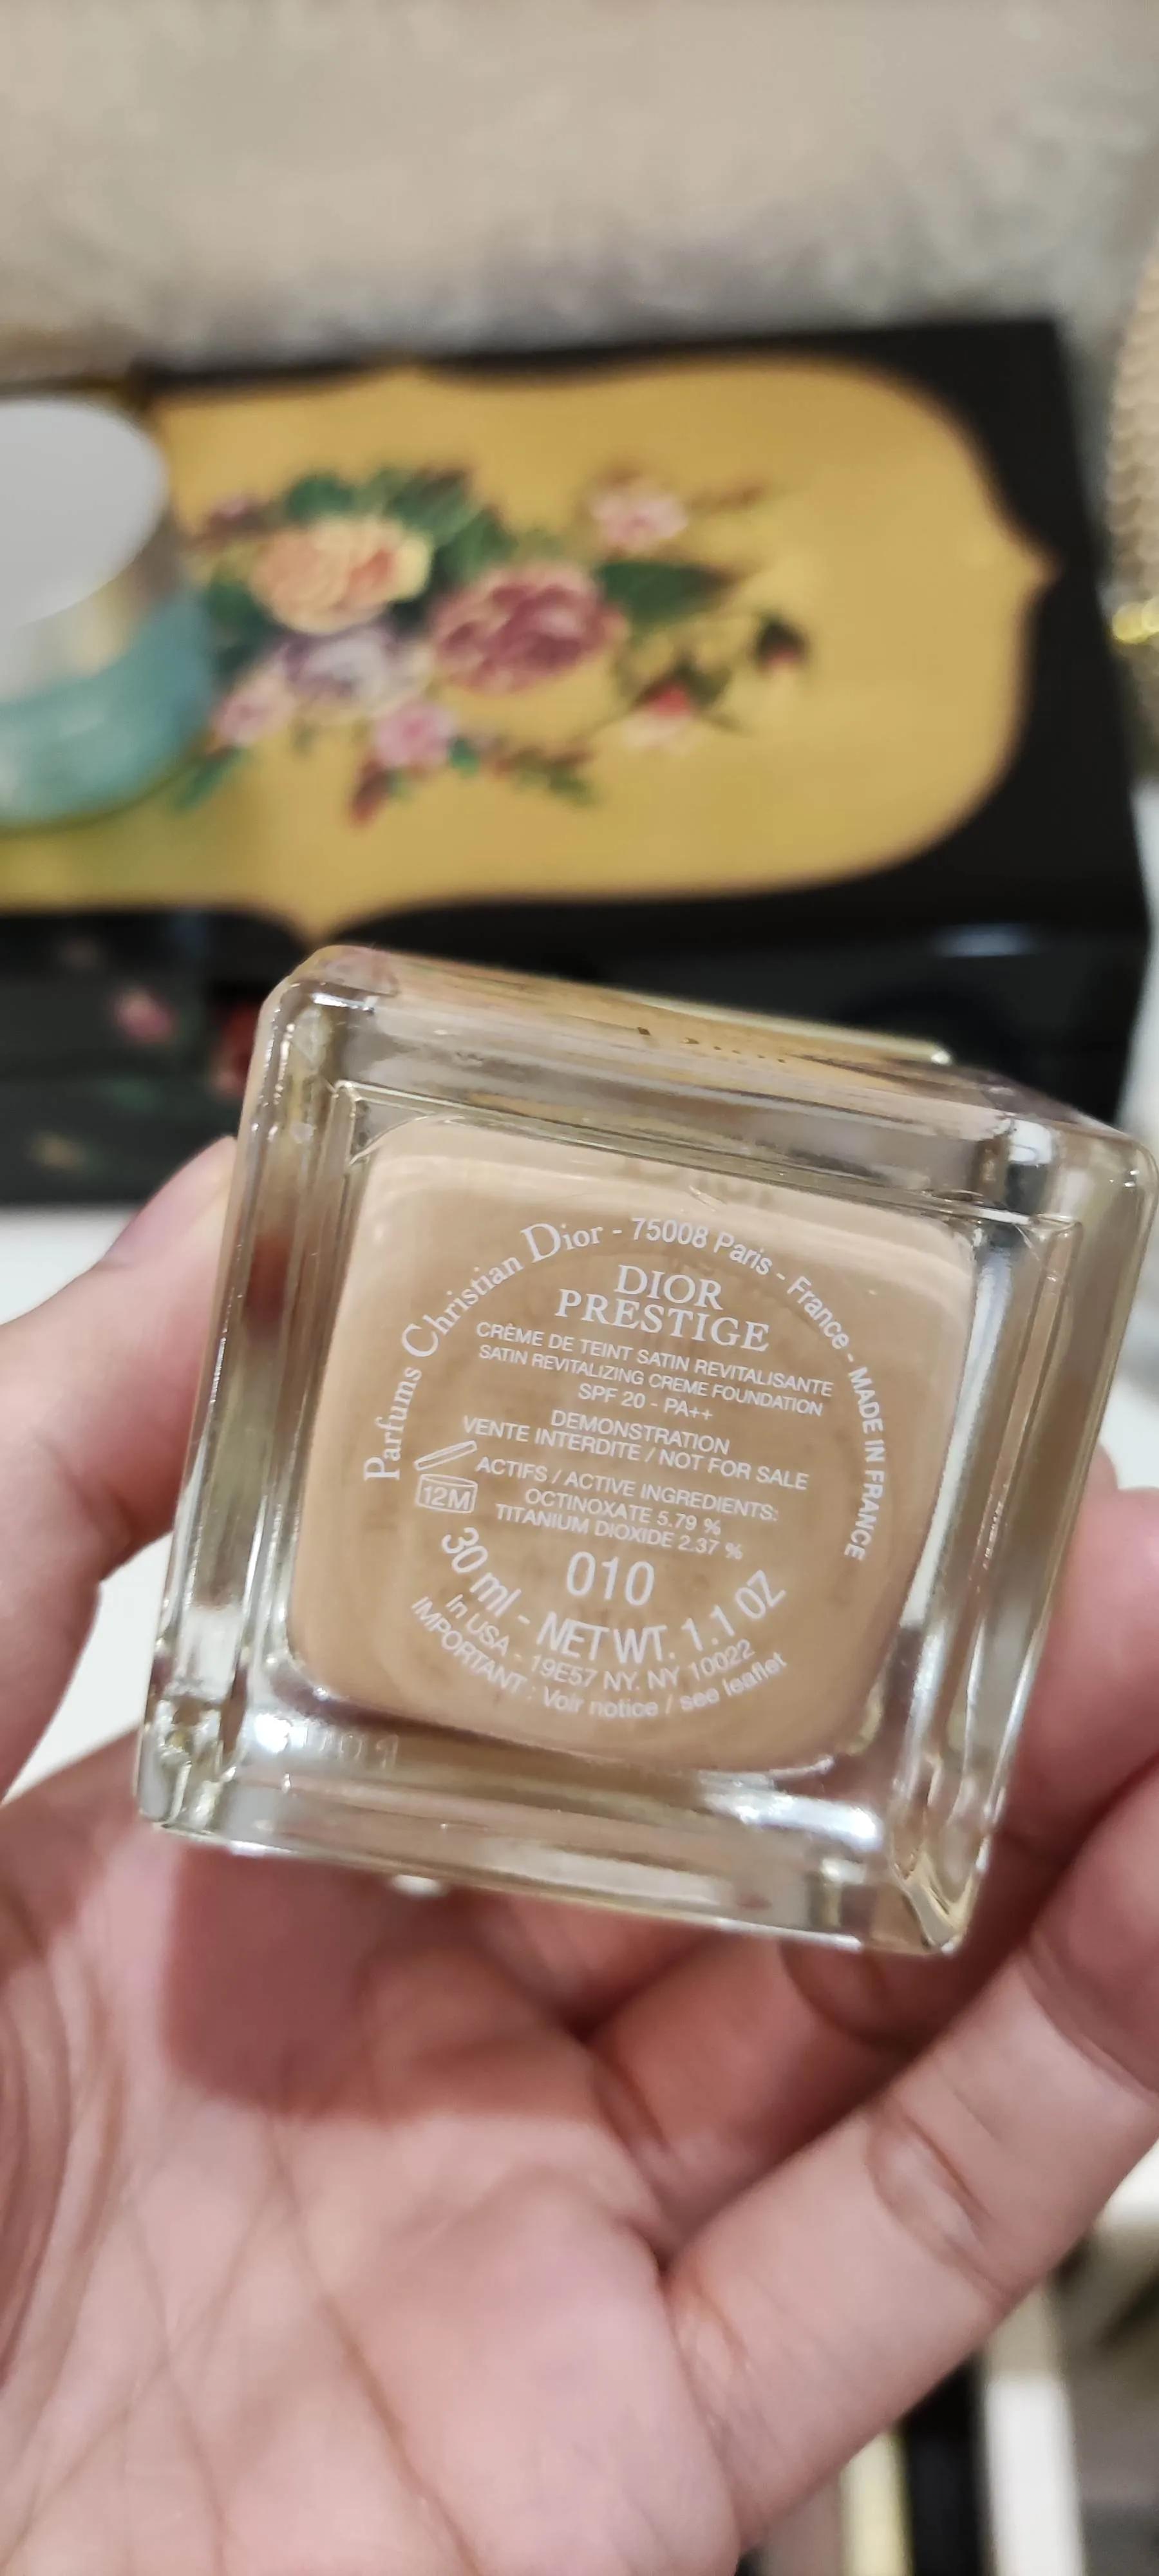 Parfums Christian Dior - 75008 Paris - France - MADE IN FRANCE
DIOR
PRESTIGE
CRÈME DE TEINT SATIN REVITALISANTE
SATIN REVITALIZING CREME FOUNDATION
SPF 20 - PA++
DEMONSTRATION
VENTE INTERDITE / NOT FOR SALE
ACTIFS / ACTIVE INGREDIENTS:
OCTINOXATE 5.79 %
TITANIUM DIOXIDE 2.37 %
12M
010
30 ml - NET WT. 1.1 OZ
In USA - 19E57 NY. NY 10022
IMPORTANT : Voir notice / see leaflet